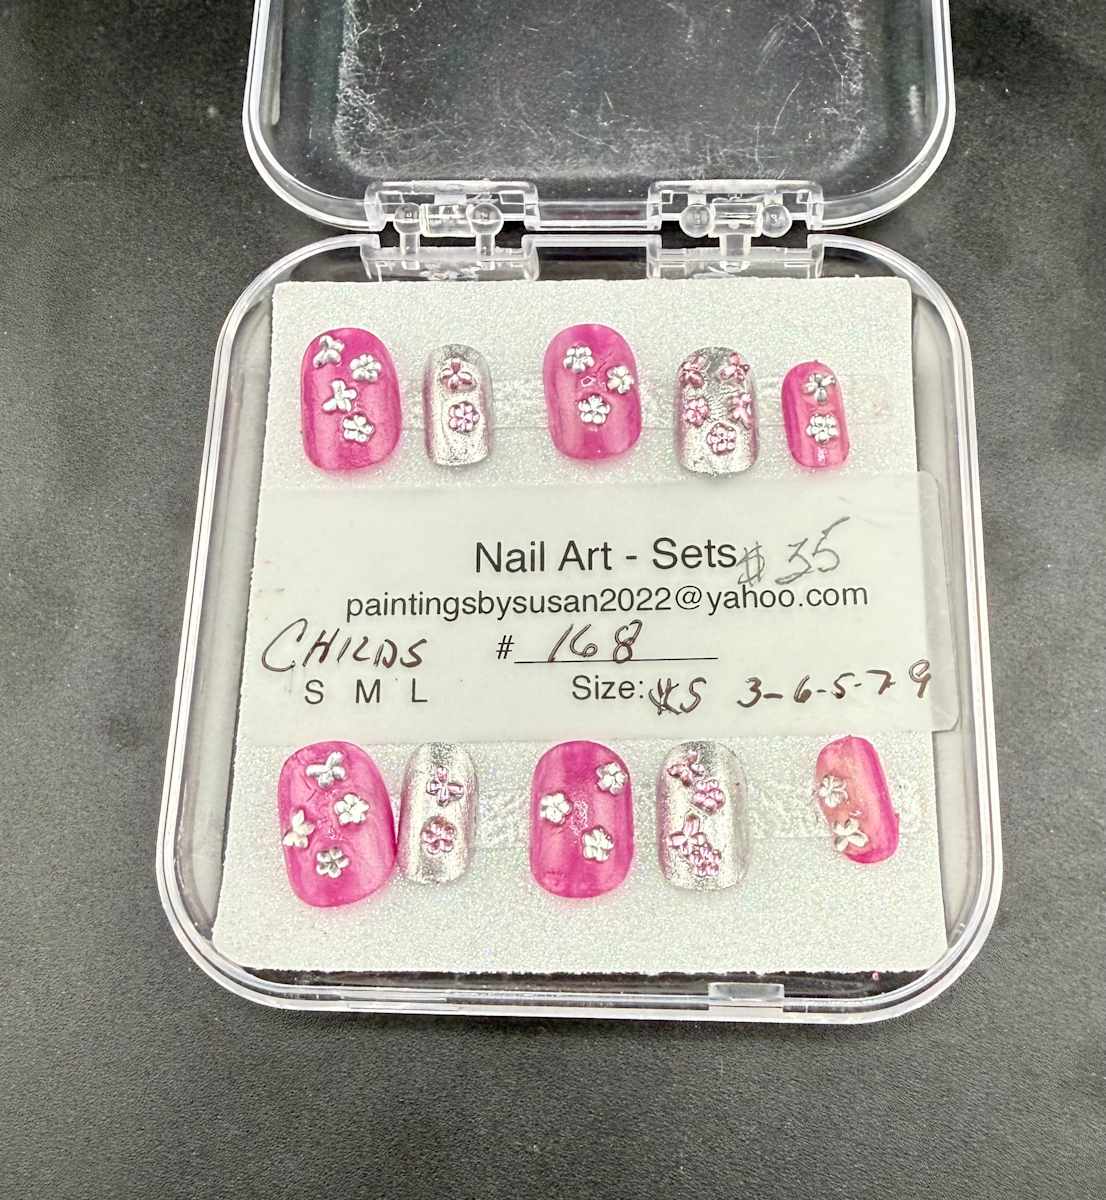 Nail Art - Sets $35
paintingsbysusan2022@yahoo.com
CHILDS # 168
S M L Size: XS 3-6-5-7-9